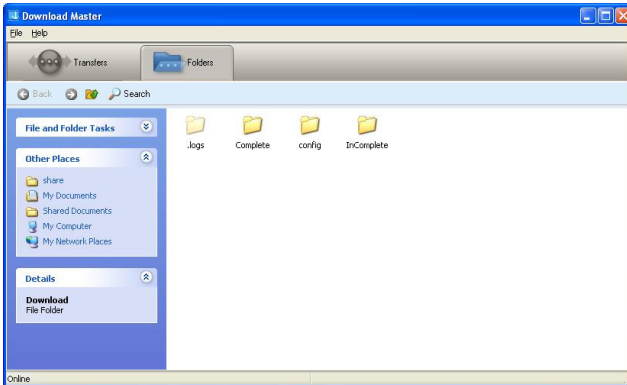 Download Master
File Help
Transfers Folders
Back Search
File and Folder Tasks
Other Places
share
My Documents
Shared Documents
My Computer
My Network Places
Details
Download
File Folder
.logs Complete config InComplete
Online